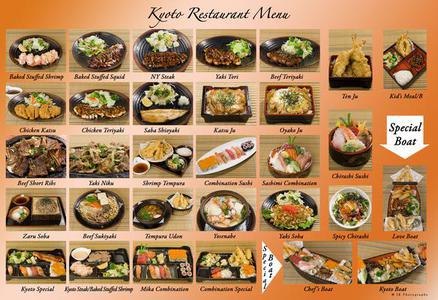 Kyoto Restaurant Menu
Baked Stuffed Shrimp
Baked Stuffed Squid
NY Steak
Yaki Tori
Beef Teriyaki
Ten Ju
Kid's Meal/B
Chicken Katsu
Chicken Teriyaki
Saba Shioyaki
Katsu Ju
Oyako Ju
Special
Boat
Beef Short Ribs
Yaki Niku
Shrimp Tempura
Combination Sushi
Sashimi Combination
Chirashi Sushi
Zaru Soba
Beef Sukiyaki
Tempura Udon
Yosenabe
Yaki Soba
Spicy Chirashi
Love Boat
Kyoto Special
Kyoto Steak/Baked Stuffed Shrimp
Mika Combination
Combination Special
Special
Boat
Chef's Boat
Kyoto Boat